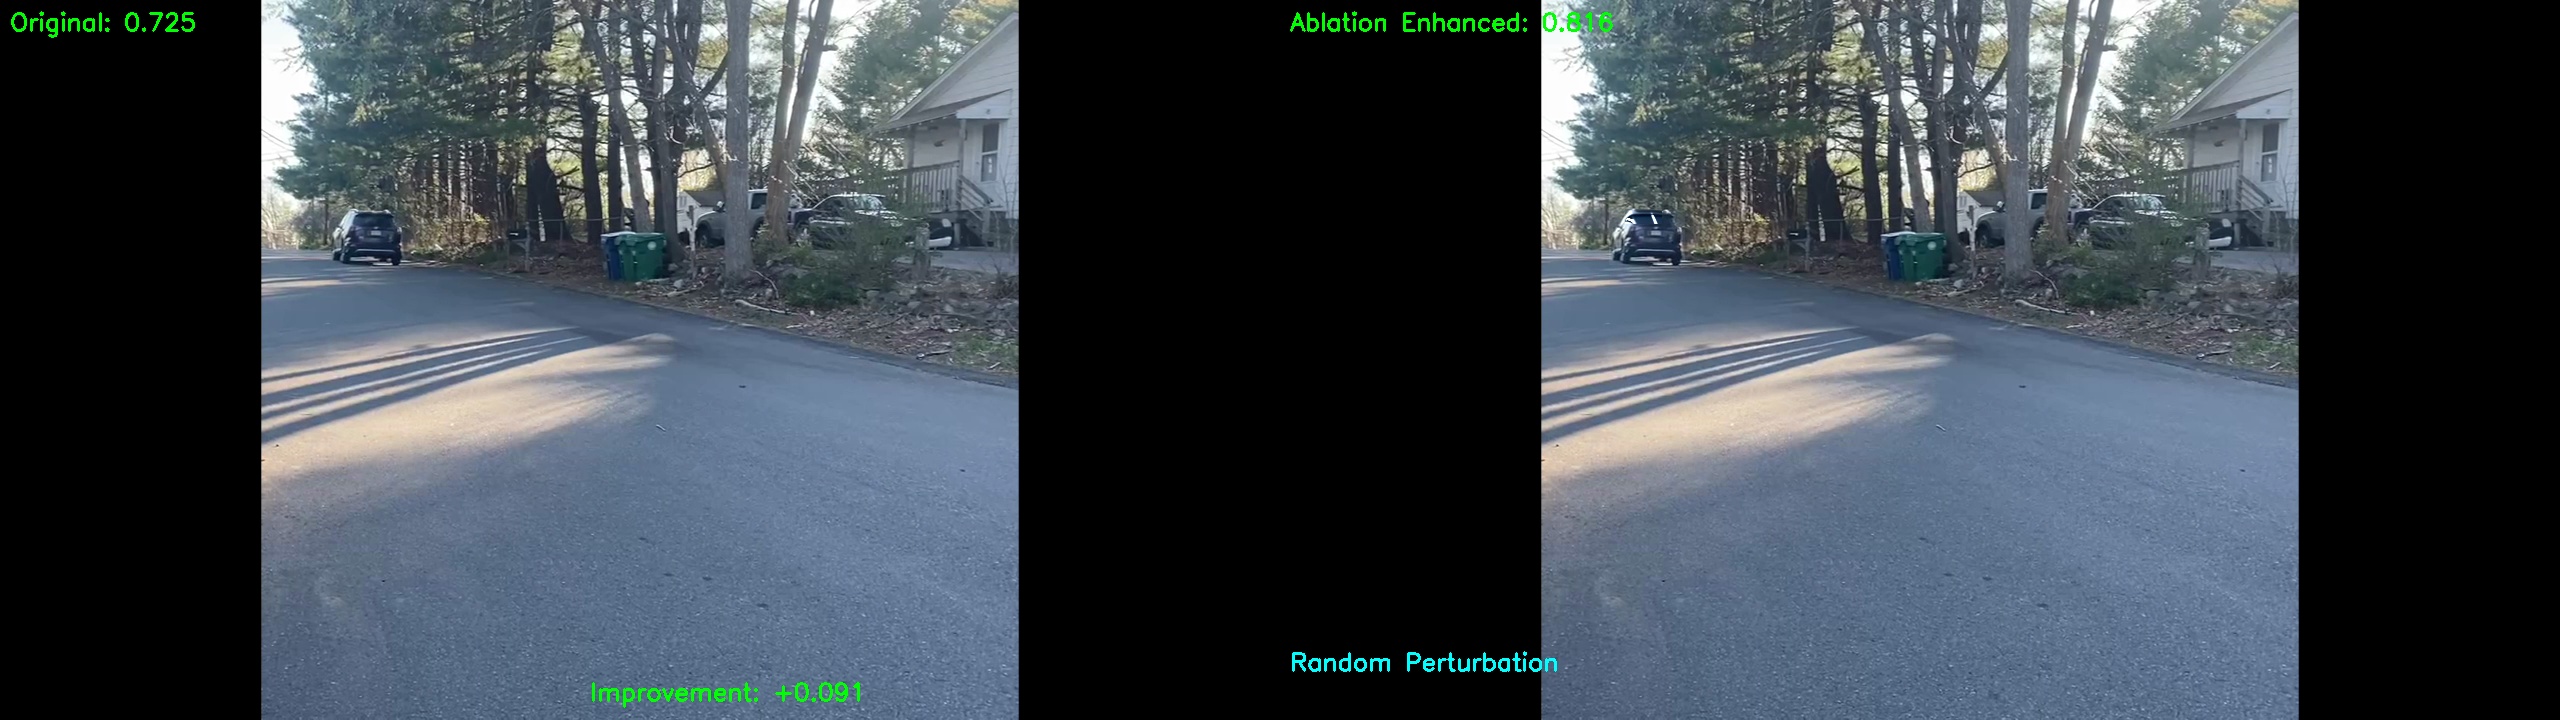 Original: 0.725
Ablation Enhanced: 0.816
Random Perturbation
Improvement: +0.091